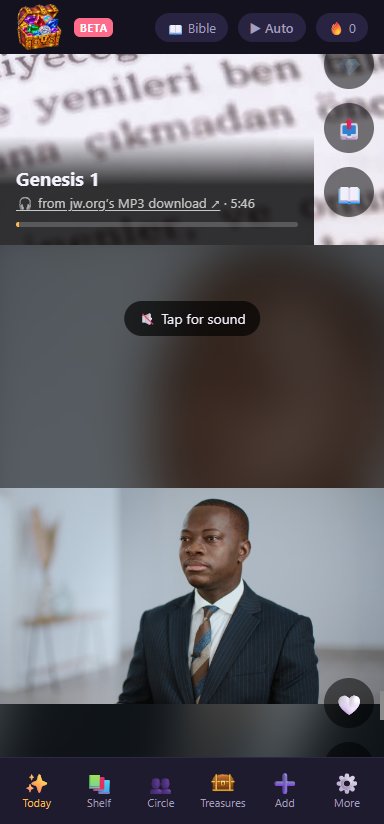 BETA
Bible
Auto
0
yenileri ben
çıkmadan
Genesis 1
from jw.org's MP3 download ↗ · 5:46
Tap for sound
Today
Shelf
Circle
Treasures
Add
More